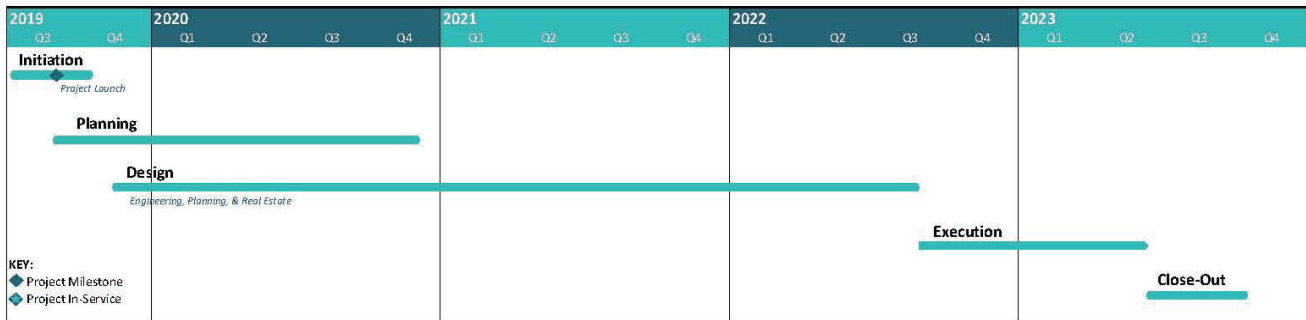 2019 2020 2021 2022 2023
Q3 Q4 Q1 Q2 Q3 Q4 Q1 Q2 Q3 Q4 Q1 Q2 Q3 Q4 Q1 Q2 Q3 Q4
Initiation
Project Launch
Planning
Design
Engineering, Planning, & Real Estate
Execution
KEY:
Project Milestone
Close-Out
Project In-Service